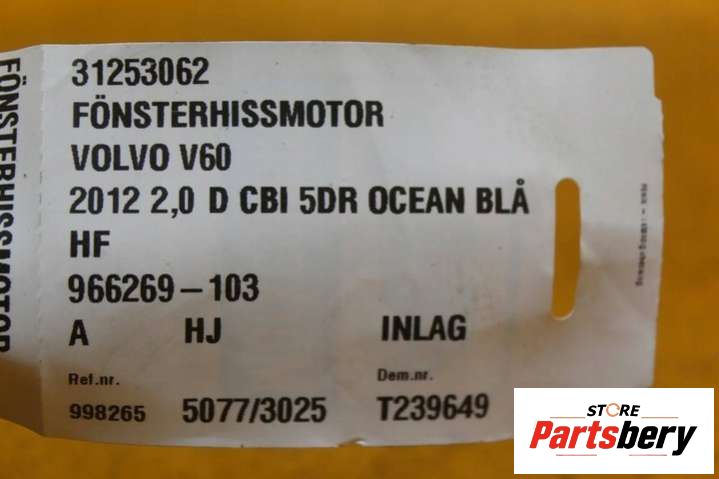 FÖNSTERHISSMOTOR
31253062
FÖNSTERHISSMOTOR
VOLVO V60
2012 2,0 D CBI 5DR OCEAN BLÅ
HF
966269-103
A HJ INLAG
Ref.nr. Dem.nr.
998265 5077/3025 T239649
STORE
Partsbery